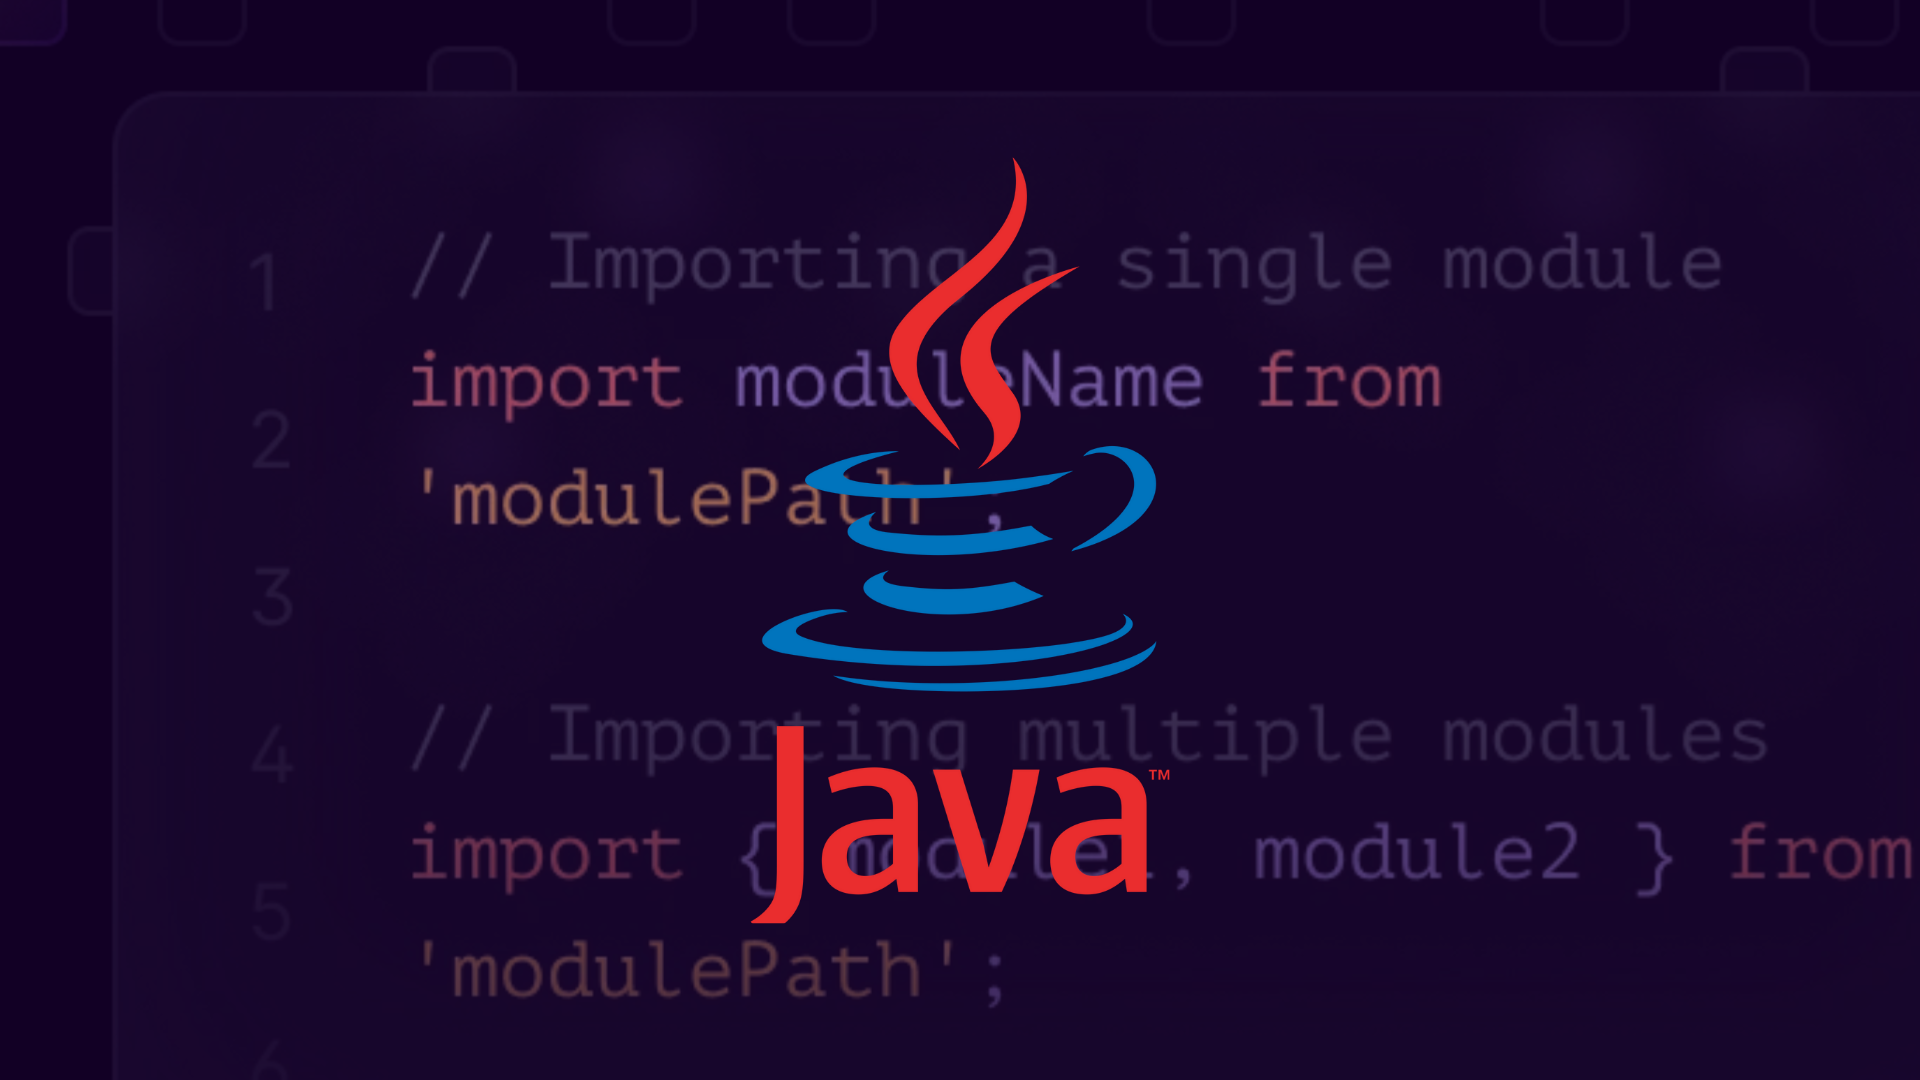 1 // Importing a single module
2 import moduleName from
'modulePath';
3
4 // Importing multiple modules
5 import { module1, module2 } from
'modulePath';
6
Java™